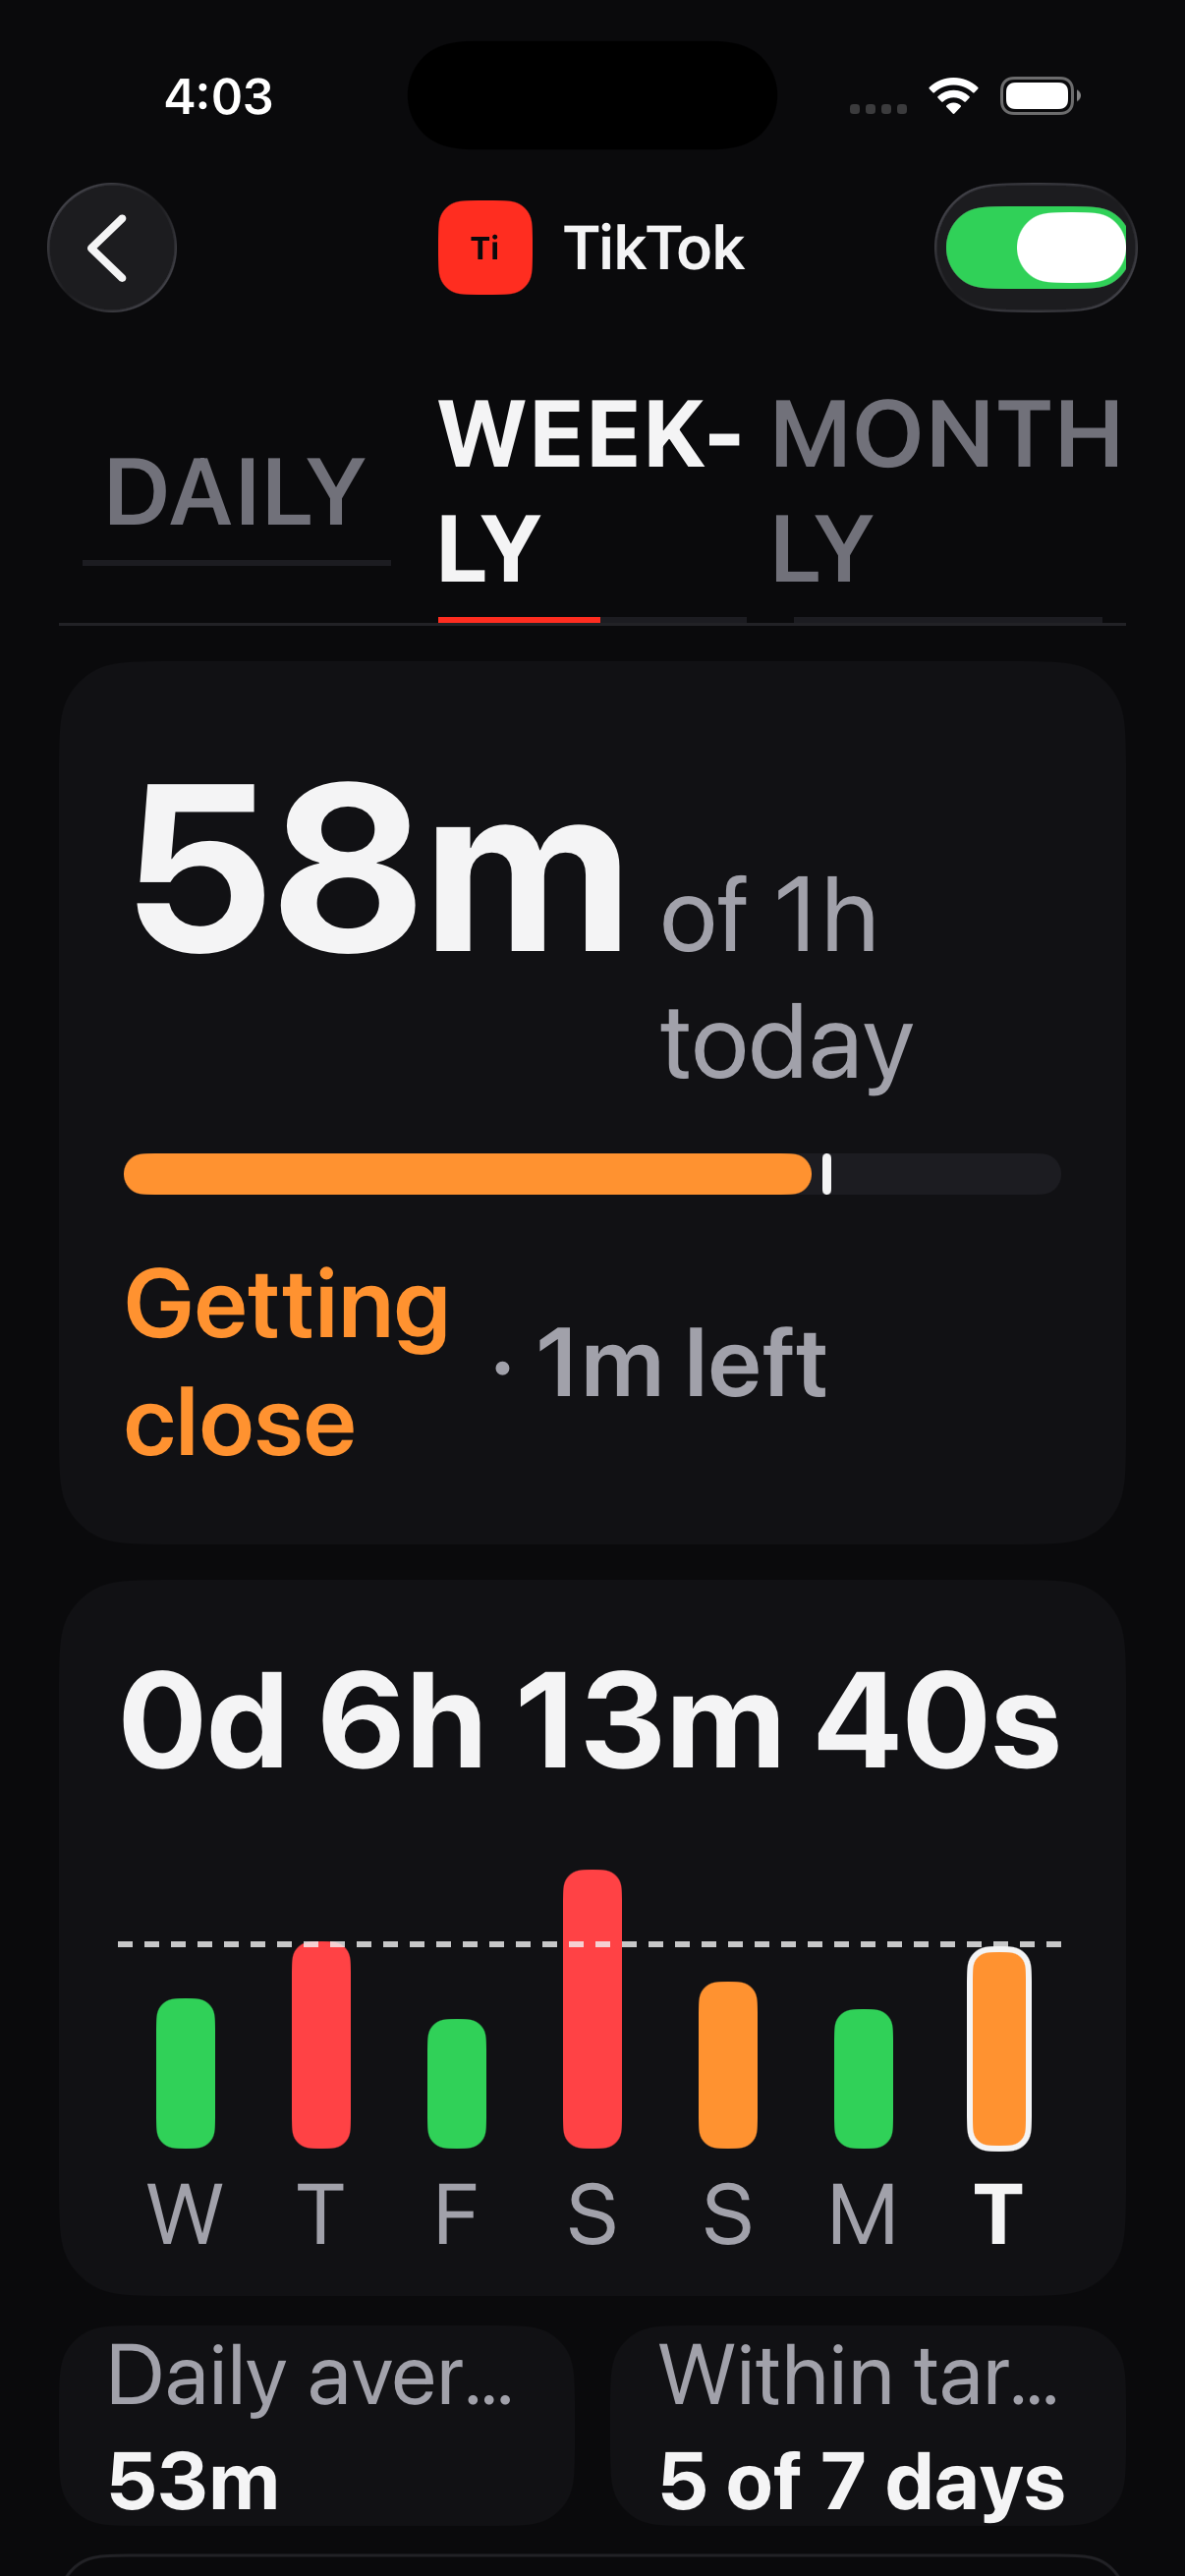 4:03
Ti TikTok
DAILY
WEEK-
LY
MONTH
LY
58m of 1h
today
Getting
close
· 1m left
0d 6h 13m 40s
W T F S S M T
Daily aver...
53m
Within tar...
5 of 7 days